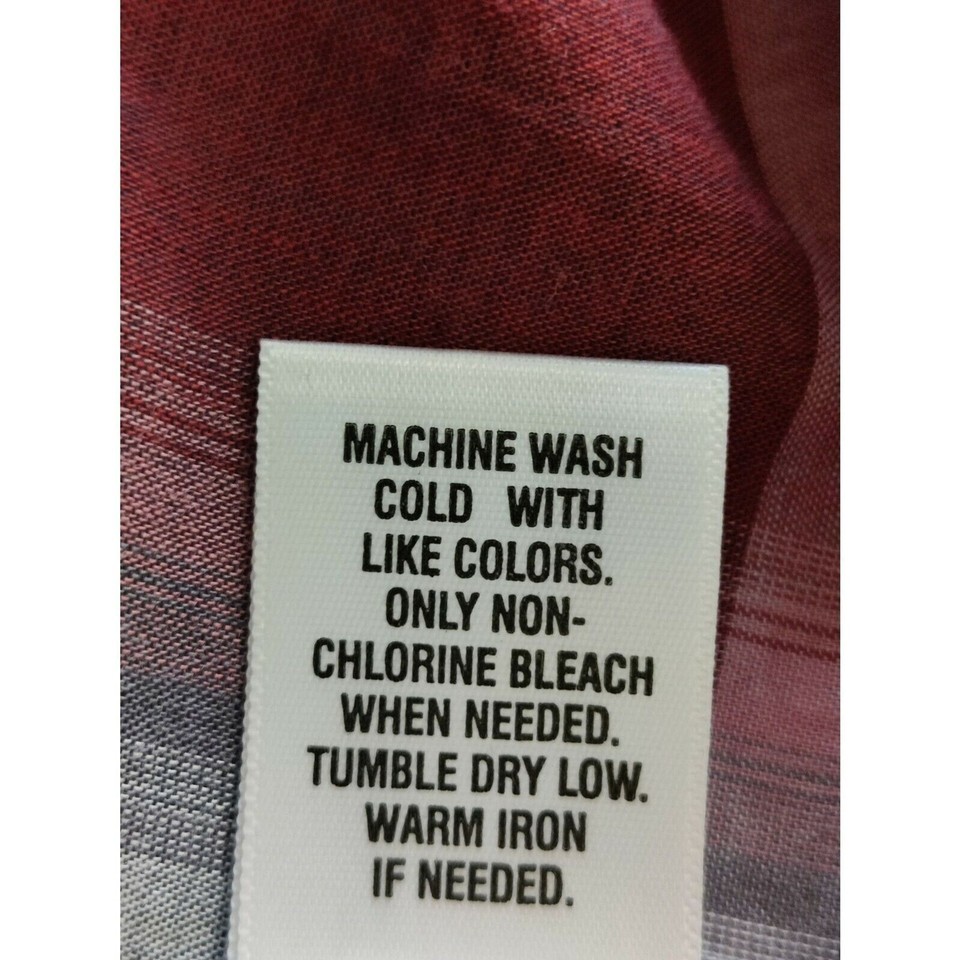 MACHINE WASH
COLD WITH
LIKE COLORS.
ONLY NON-
CHLORINE BLEACH
WHEN NEEDED.
TUMBLE DRY LOW.
WARM IRON
IF NEEDED.